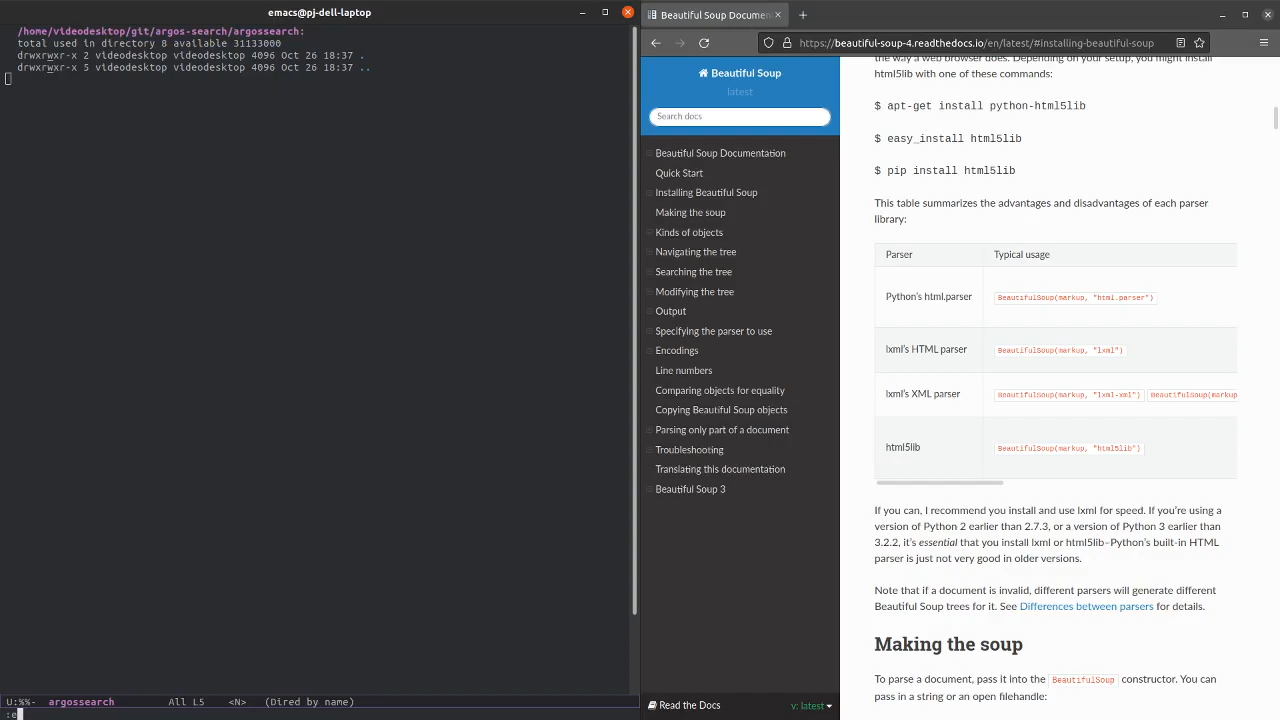 emacs@pj-dell-laptop
/home/videodesktop/git/argos-search/argossearch:
total used in directory 8 available 31133000
drwxrwxr-x 2 videodesktop videodesktop 4096 Oct 26 18:37 .
drwxrwxr-x 5 videodesktop videodesktop 4096 Oct 26 18:37 ..
U:%%- argossearch All L5 <N> (Dired by name)
:e
Beautiful Soup Documen
https://beautiful-soup-4.readthedocs.io/en/latest/#installing-beautiful-soup
Beautiful Soup
latest
Search docs
Beautiful Soup Documentation
Quick Start
Installing Beautiful Soup
Making the soup
Kinds of objects
Navigating the tree
Searching the tree
Modifying the tree
Output
Specifying the parser to use
Encodings
Line numbers
Comparing objects for equality
Copying Beautiful Soup objects
Parsing only part of a document
Troubleshooting
Translating this documentation
Beautiful Soup 3
Read the Docs v: latest
the way a web browser does. Depending on your setup, you might install
html5lib with one of these commands:
$ apt-get install python-html5lib
$ easy_install html5lib
$ pip install html5lib
This table summarizes the advantages and disadvantages of each parser
library:
Parser Typical usage
Python's html.parser BeautifulSoup(markup, "html.parser")
lxml's HTML parser BeautifulSoup(markup, "lxml")
lxml's XML parser BeautifulSoup(markup, "lxml-xml") BeautifulSoup(markup
html5lib BeautifulSoup(markup, "html5lib")
If you can, I recommend you install and use lxml for speed. If you're using a
version of Python 2 earlier than 2.7.3, or a version of Python 3 earlier than
3.2.2, it's essential that you install lxml or html5lib–Python's built-in HTML
parser is just not very good in older versions.
Note that if a document is invalid, different parsers will generate different
Beautiful Soup trees for it. See Differences between parsers for details.
Making the soup
To parse a document, pass it into the BeautifulSoup constructor. You can
pass in a string or an open filehandle: